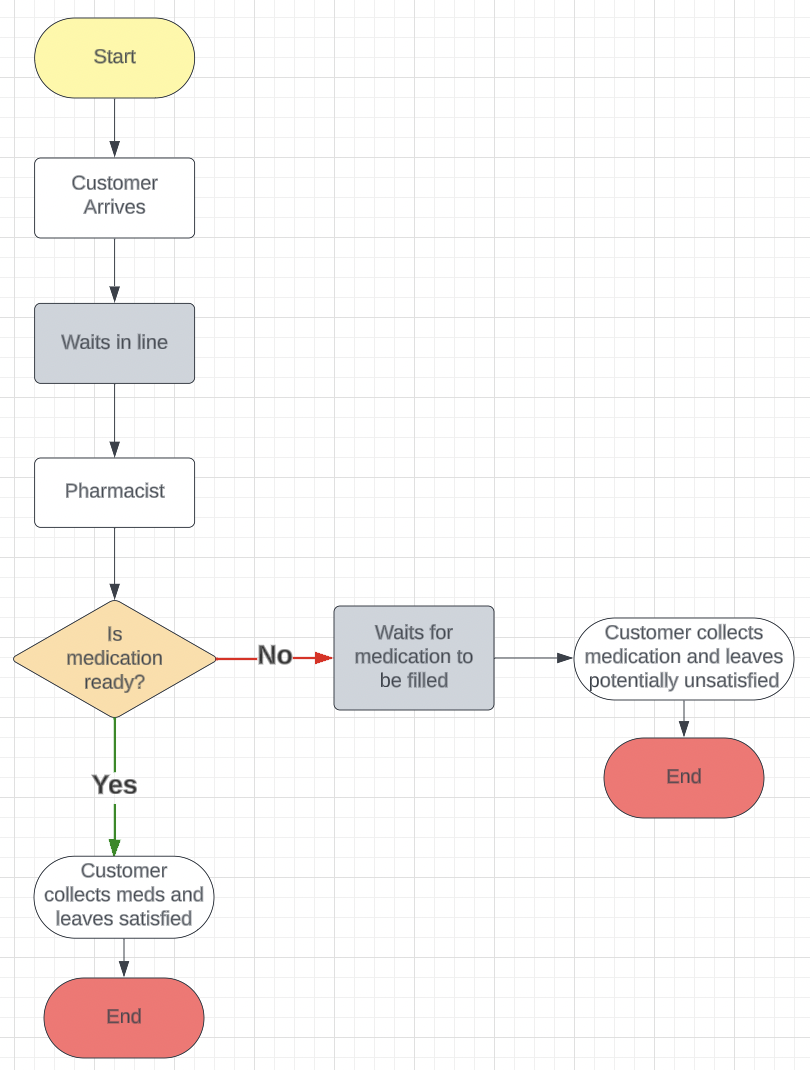 Start
Customer
Arrives
Waits in line
Pharmacist
Is
medication
ready?
No
Waits for
medication to
be filled
Customer collects
medication and leaves
potentially unsatisfied
End
Yes
Customer
collects meds and
leaves satisfied
End